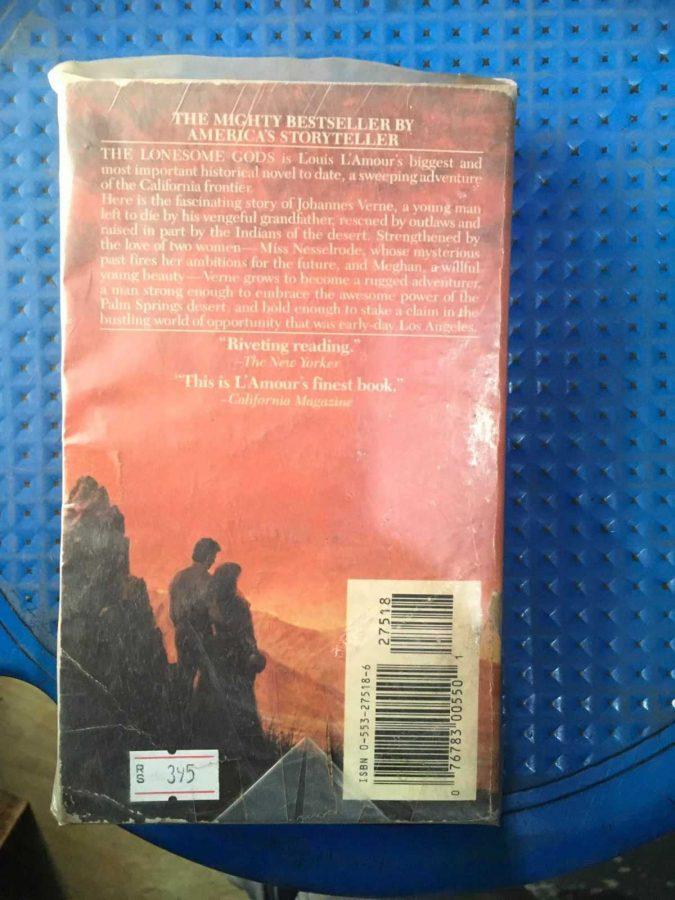 THE MIGHTY BESTSELLER BY
AMERICA'S STORYTELLER
THE LONESOME GODS is Louis L'Amour's biggest and
most important historical novel to date, a sweeping adventure
of the California frontier.
Here is the fascinating story of Johannes Verne, a young man
left to die by his vengeful grandfather, rescued by outlaws and
raised in part by the Indians of the desert. Strengthened by
the love of two women—Miss Nesselrode, whose mysterious
past fires her ambitions for the future, and Meghan, a willful
young beauty—Verne grows to become a rugged adventurer,
a man strong enough to embrace the awesome power of the
Palm Springs desert, and bold enough to stake a claim in the
bustling world of opportunity that was early-day Los Angeles.
"Riveting reading."
–The New Yorker
"This is L'Amour's finest book."
–California Magazine
27518
ISBN 0-553-27518-6
0 76783 00550 1
RS 345